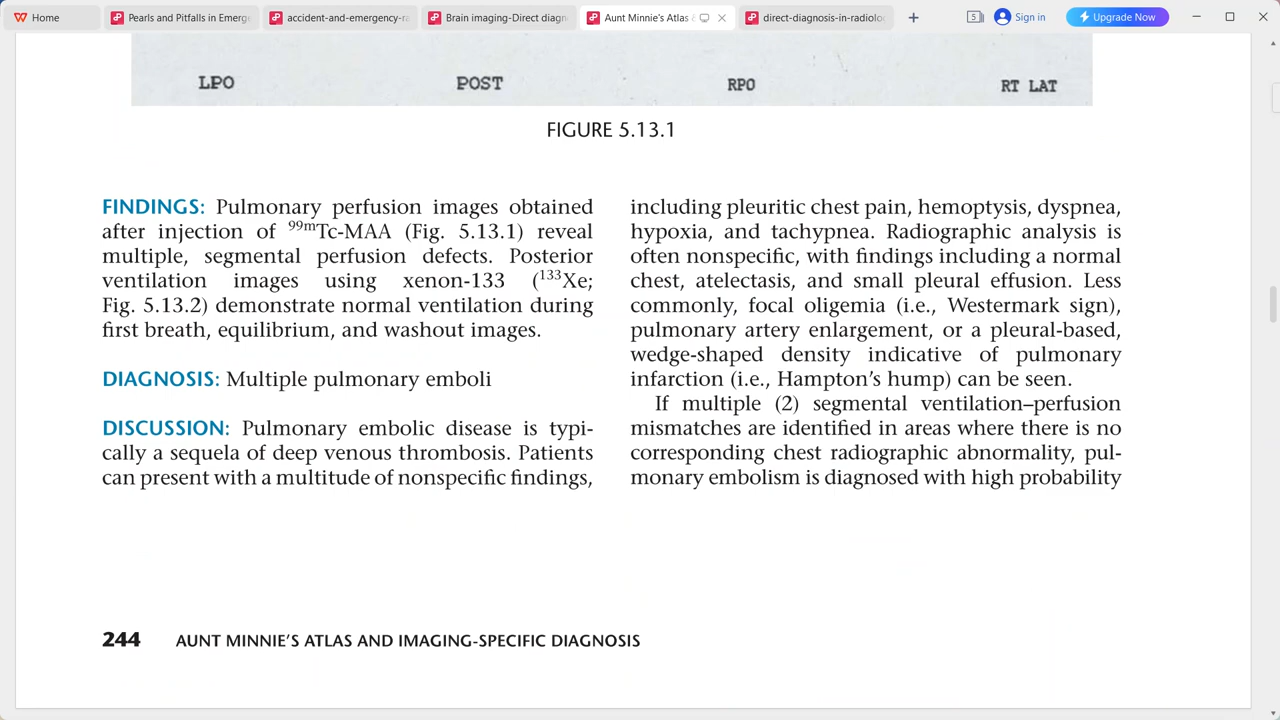 Home
Pearls and Pitfalls in Emerg
accident-and-emergency-ra
Brain imaging-Direct diagn
Aunt Minnie's Atlas
direct-diagnosis-in-radiolo
5
Sign in
Upgrade Now
LPO POST RPO RT LAT
FIGURE 5.13.1
FINDINGS: Pulmonary perfusion images obtained
after injection of ⁹⁹ᵐTc-MAA (Fig. 5.13.1) reveal
multiple, segmental perfusion defects. Posterior
ventilation images using xenon-133 (¹³³Xe;
Fig. 5.13.2) demonstrate normal ventilation during
first breath, equilibrium, and washout images.
DIAGNOSIS: Multiple pulmonary emboli
DISCUSSION: Pulmonary embolic disease is typi-
cally a sequela of deep venous thrombosis. Patients
can present with a multitude of nonspecific findings,
including pleuritic chest pain, hemoptysis, dyspnea,
hypoxia, and tachypnea. Radiographic analysis is
often nonspecific, with findings including a normal
chest, atelectasis, and small pleural effusion. Less
commonly, focal oligemia (i.e., Westermark sign),
pulmonary artery enlargement, or a pleural-based,
wedge-shaped density indicative of pulmonary
infarction (i.e., Hampton's hump) can be seen.
If multiple (2) segmental ventilation–perfusion
mismatches are identified in areas where there is no
corresponding chest radiographic abnormality, pul-
monary embolism is diagnosed with high probability
244 AUNT MINNIE'S ATLAS AND IMAGING-SPECIFIC DIAGNOSIS